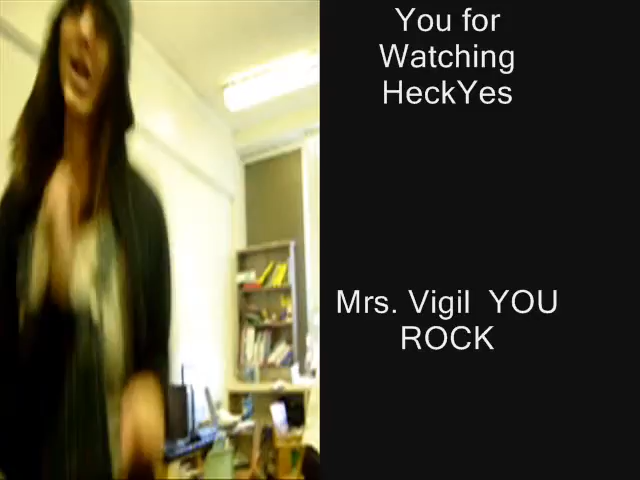 You for
Watching
HeckYes
Mrs. Vigil  YOU
ROCK